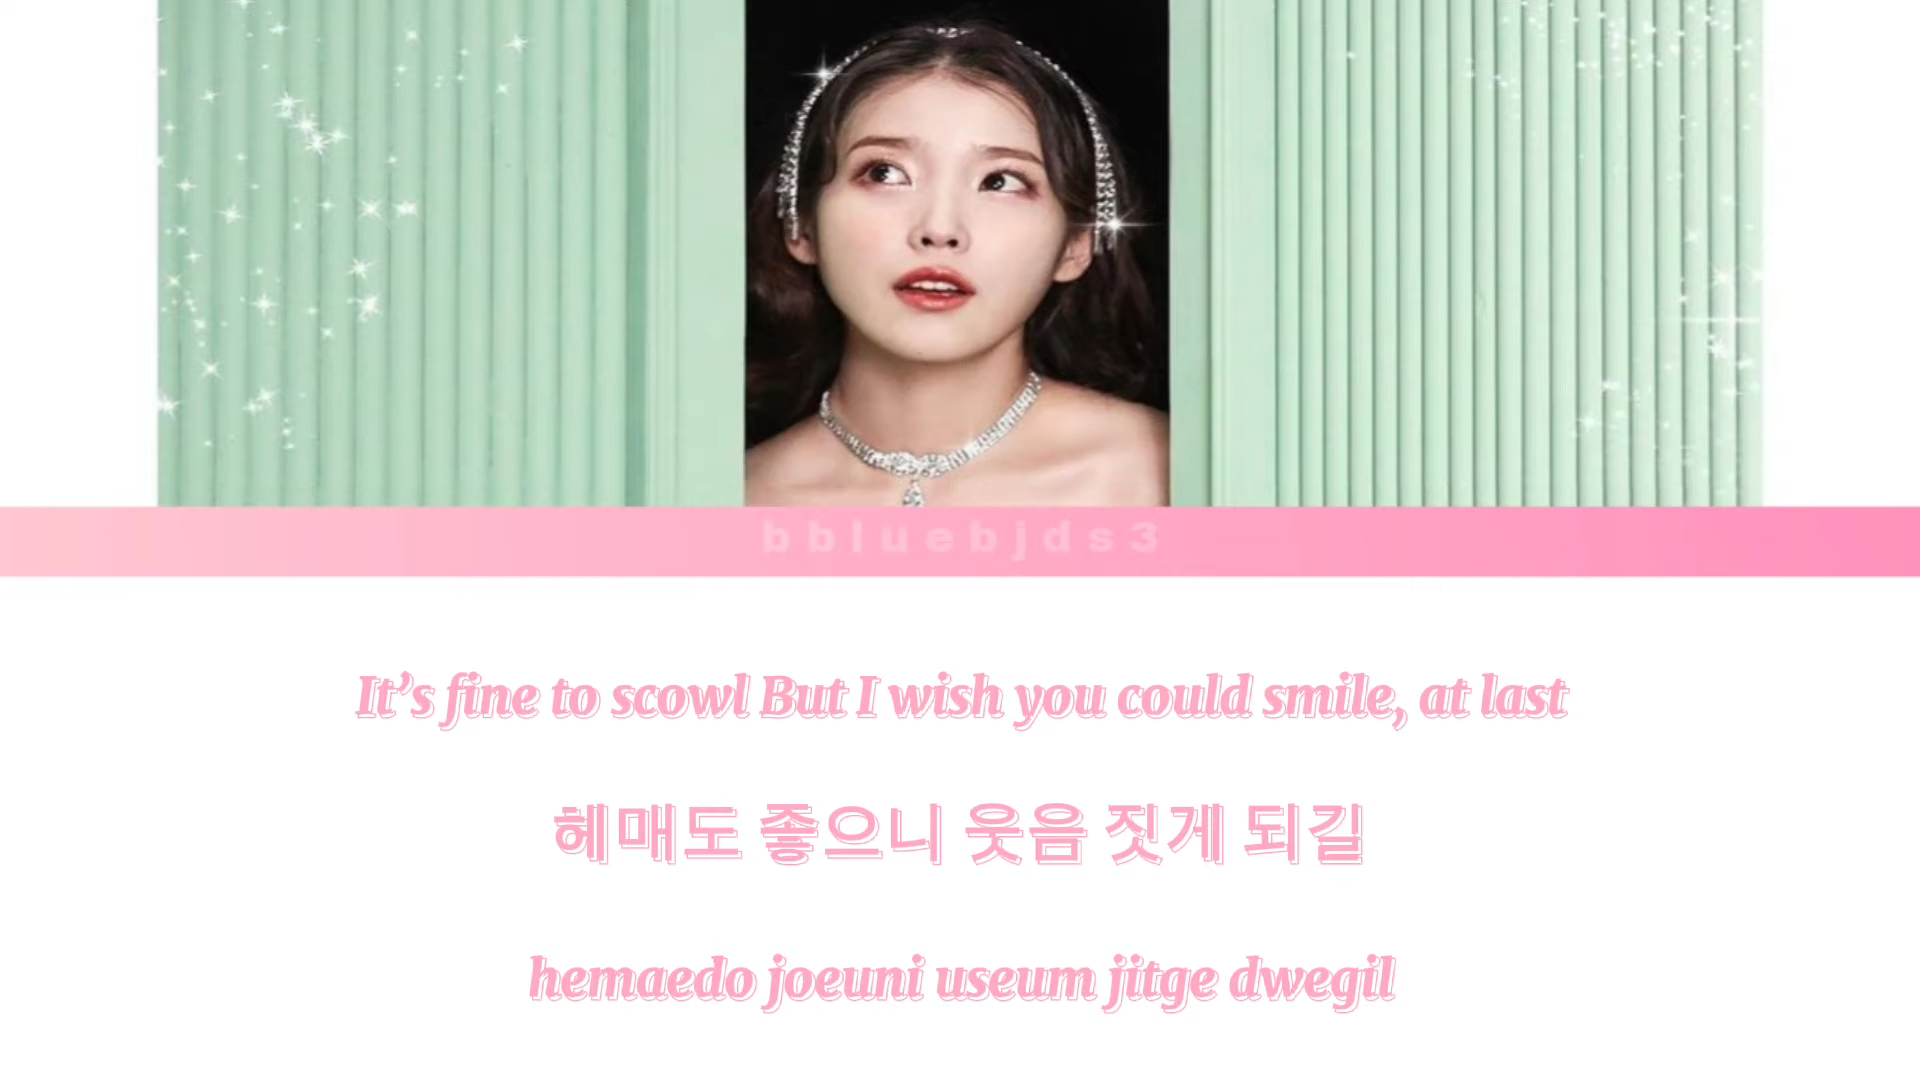 bbluebjds3
It’s fine to scowl But I wish you could smile, at last
헤매도 좋으니 웃음 짓게 되길
hemaedo joeuni useum jitge dwegil